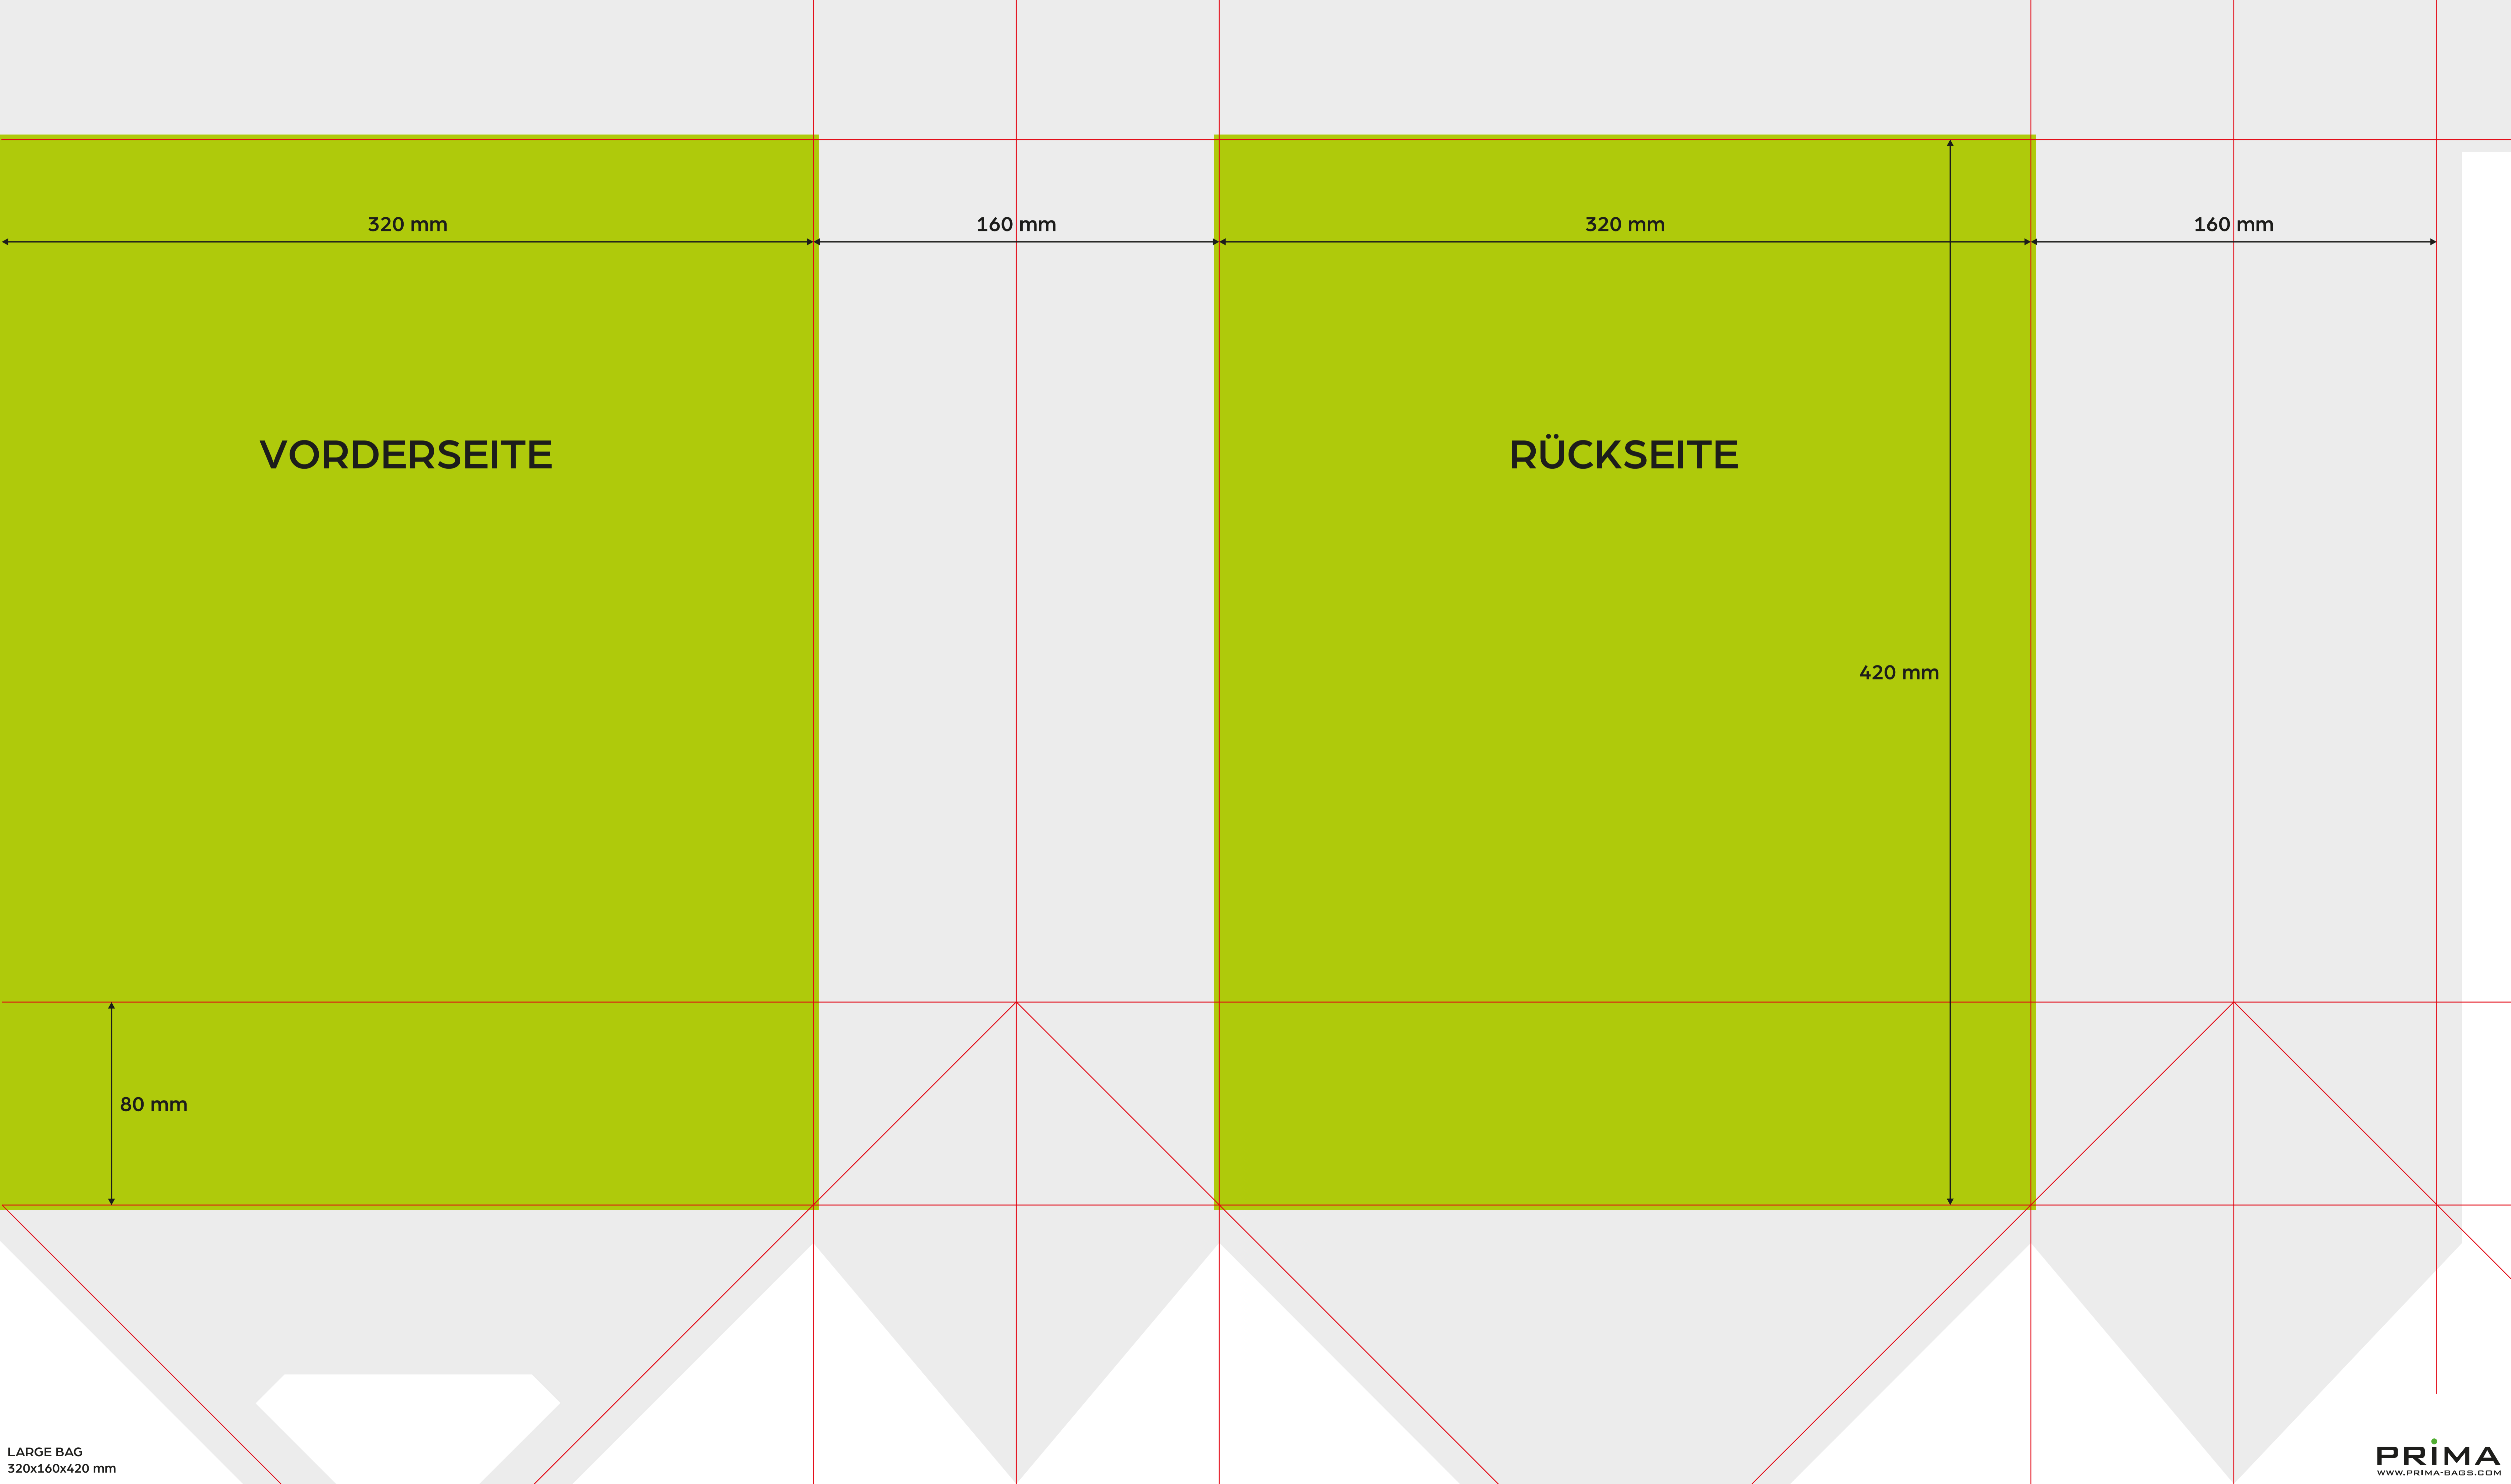 320 mm
160 mm
320 mm
160 mm
VORDERSEITE
RÜCKSEITE
420 mm
80 mm
LARGE BAG
320x160x420 mm
PRiMA
WWW.PRIMA-BAGS.COM